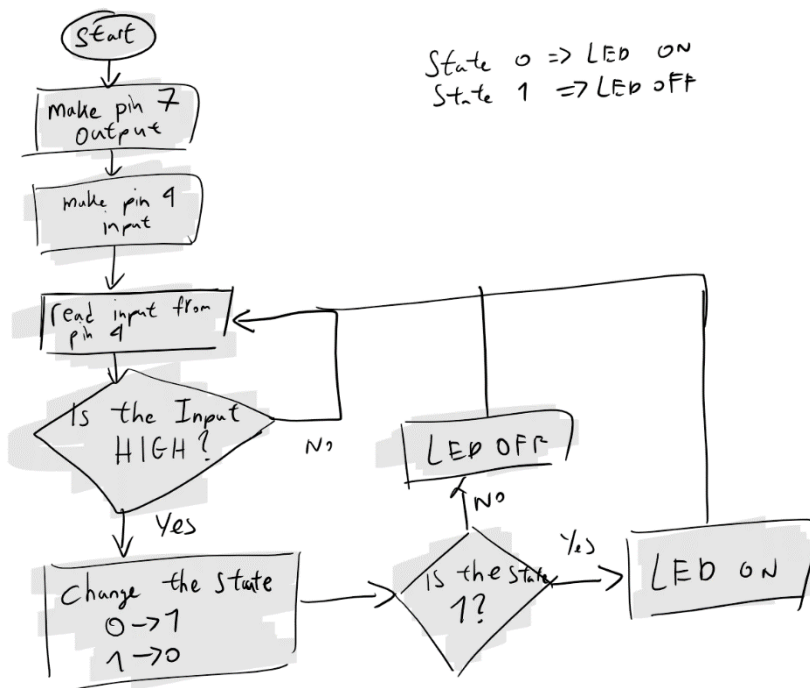 Start
State 0 => LED ON
State 1 => LED OFF
make pin 7
output
make pin 4
input
read input from
pin 4
Is the Input
HIGH?
No
Yes
Change the state
0 → 1
1 → 0
Is the state
1?
No
LED OFF
Yes
LED ON